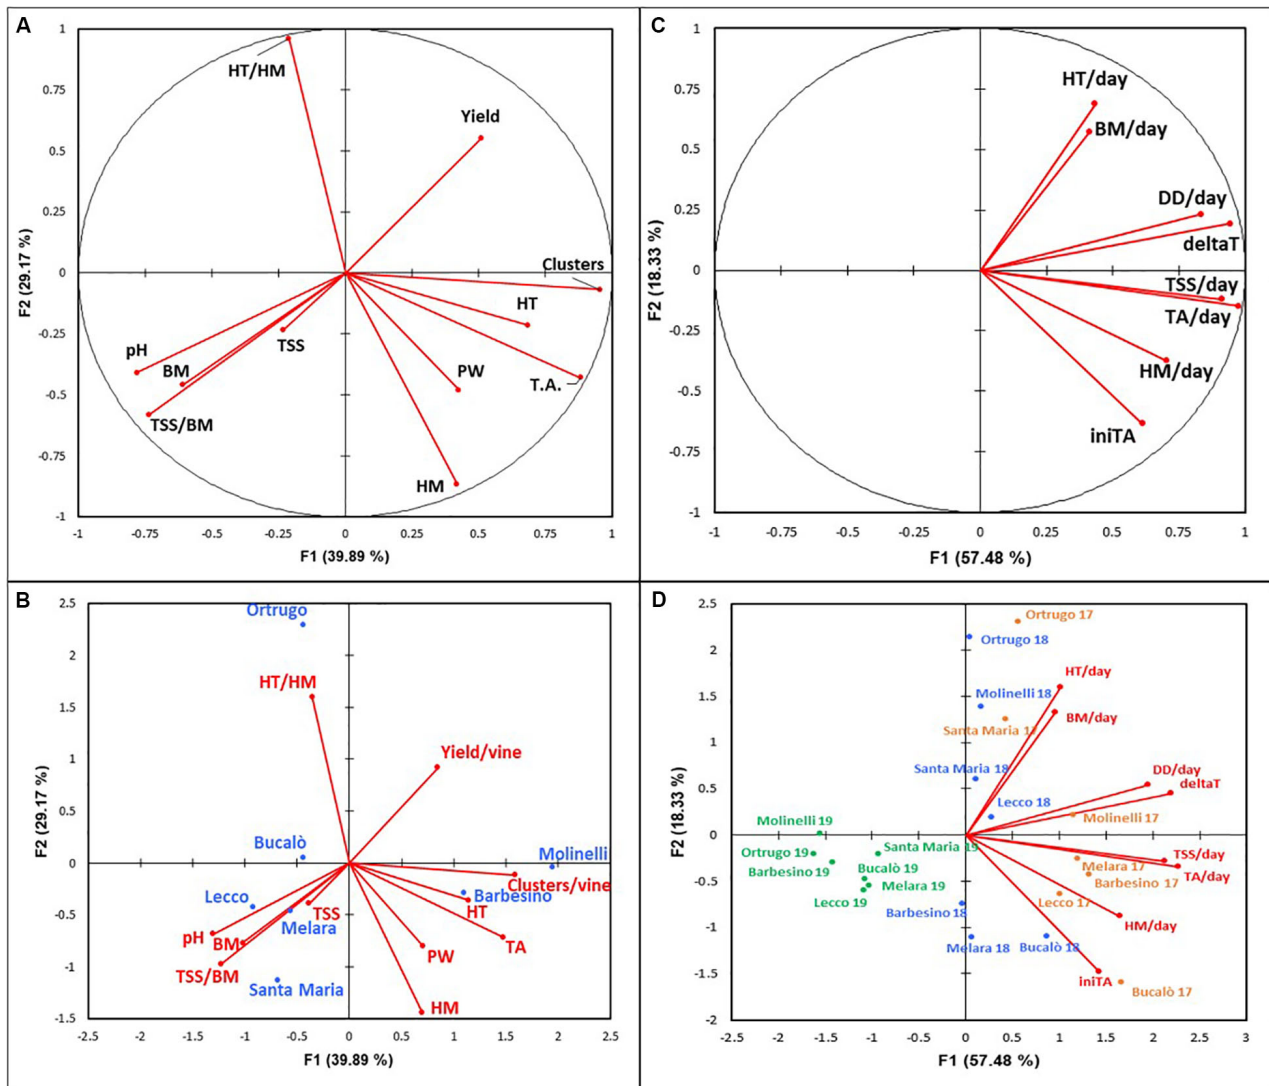 A
1
0.75
0.5
0.25
0
-0.25
-0.5
-0.75
-1
F2 (29.17 %)
HT/HM
Yield
Clusters
HT
TSS
pH
BM
PW
T.A.
TSS/BM
HM
-1
-0.75
-0.5
-0.25
0
0.25
0.5
0.75
1
F1 (39.89 %)
C
1
0.75
0.5
0.25
0
-0.25
-0.5
-0.75
-1
F2 (18.33 %)
HT/day
BM/day
DD/day
deltaT
TSS/day
TA/day
HM/day
iniTA
-1
-0.75
-0.5
-0.25
0
0.25
0.5
0.75
1
F1 (57.48 %)
B
2.5
2
1.5
1
0.5
0
-0.5
-1
-1.5
F2 (29.17 %)
Ortrugo
HT/HM
Yield/vine
Bucalò
Molinelli
Clusters/vine
Lecco
Barbesino
TSS
HT
Melara
pH
BM
TA
PW
TSS/BM
Santa Maria
HM
-2.5
-2
-1.5
-1
-0.5
0
0.5
1
1.5
2
2.5
F1 (39.89 %)
D
2.5
2
1.5
1
0.5
0
-0.5
-1
-1.5
-2
F2 (18.33 %)
Ortrugo 17
Ortrugo 18
HT/day
Molinelli 18
BM/day
Santa Maria 17
Santa Maria 18
DD/day
deltaT
Lecco 18
Molinelli 17
Molinelli 19
Ortrugo 19
Santa Maria 19
TSS/day
Barbesino 19
Bucalò 19
Melara 17
TA/day
Barbesino 17
Melara 19
Lecco 19
Lecco 17
Barbesino 18
HM/day
Melara 18
Bucalò 18
iniTA
Bucalò 17
-2.5
-2
-1.5
-1
-0.5
0
0.5
1
1.5
2
2.5
3
F1 (57.48 %)